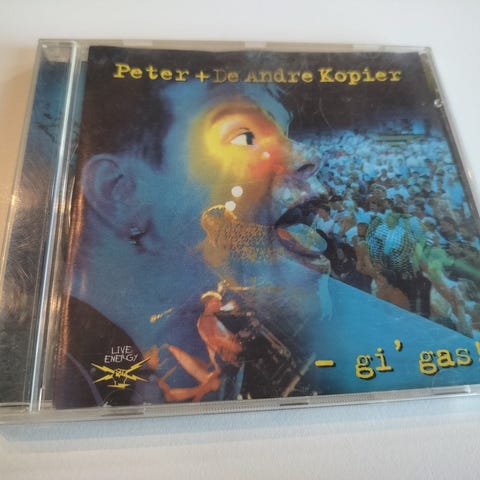 Peter + De Andre Kopier
LIVE
ENERGY
- gi' gas!